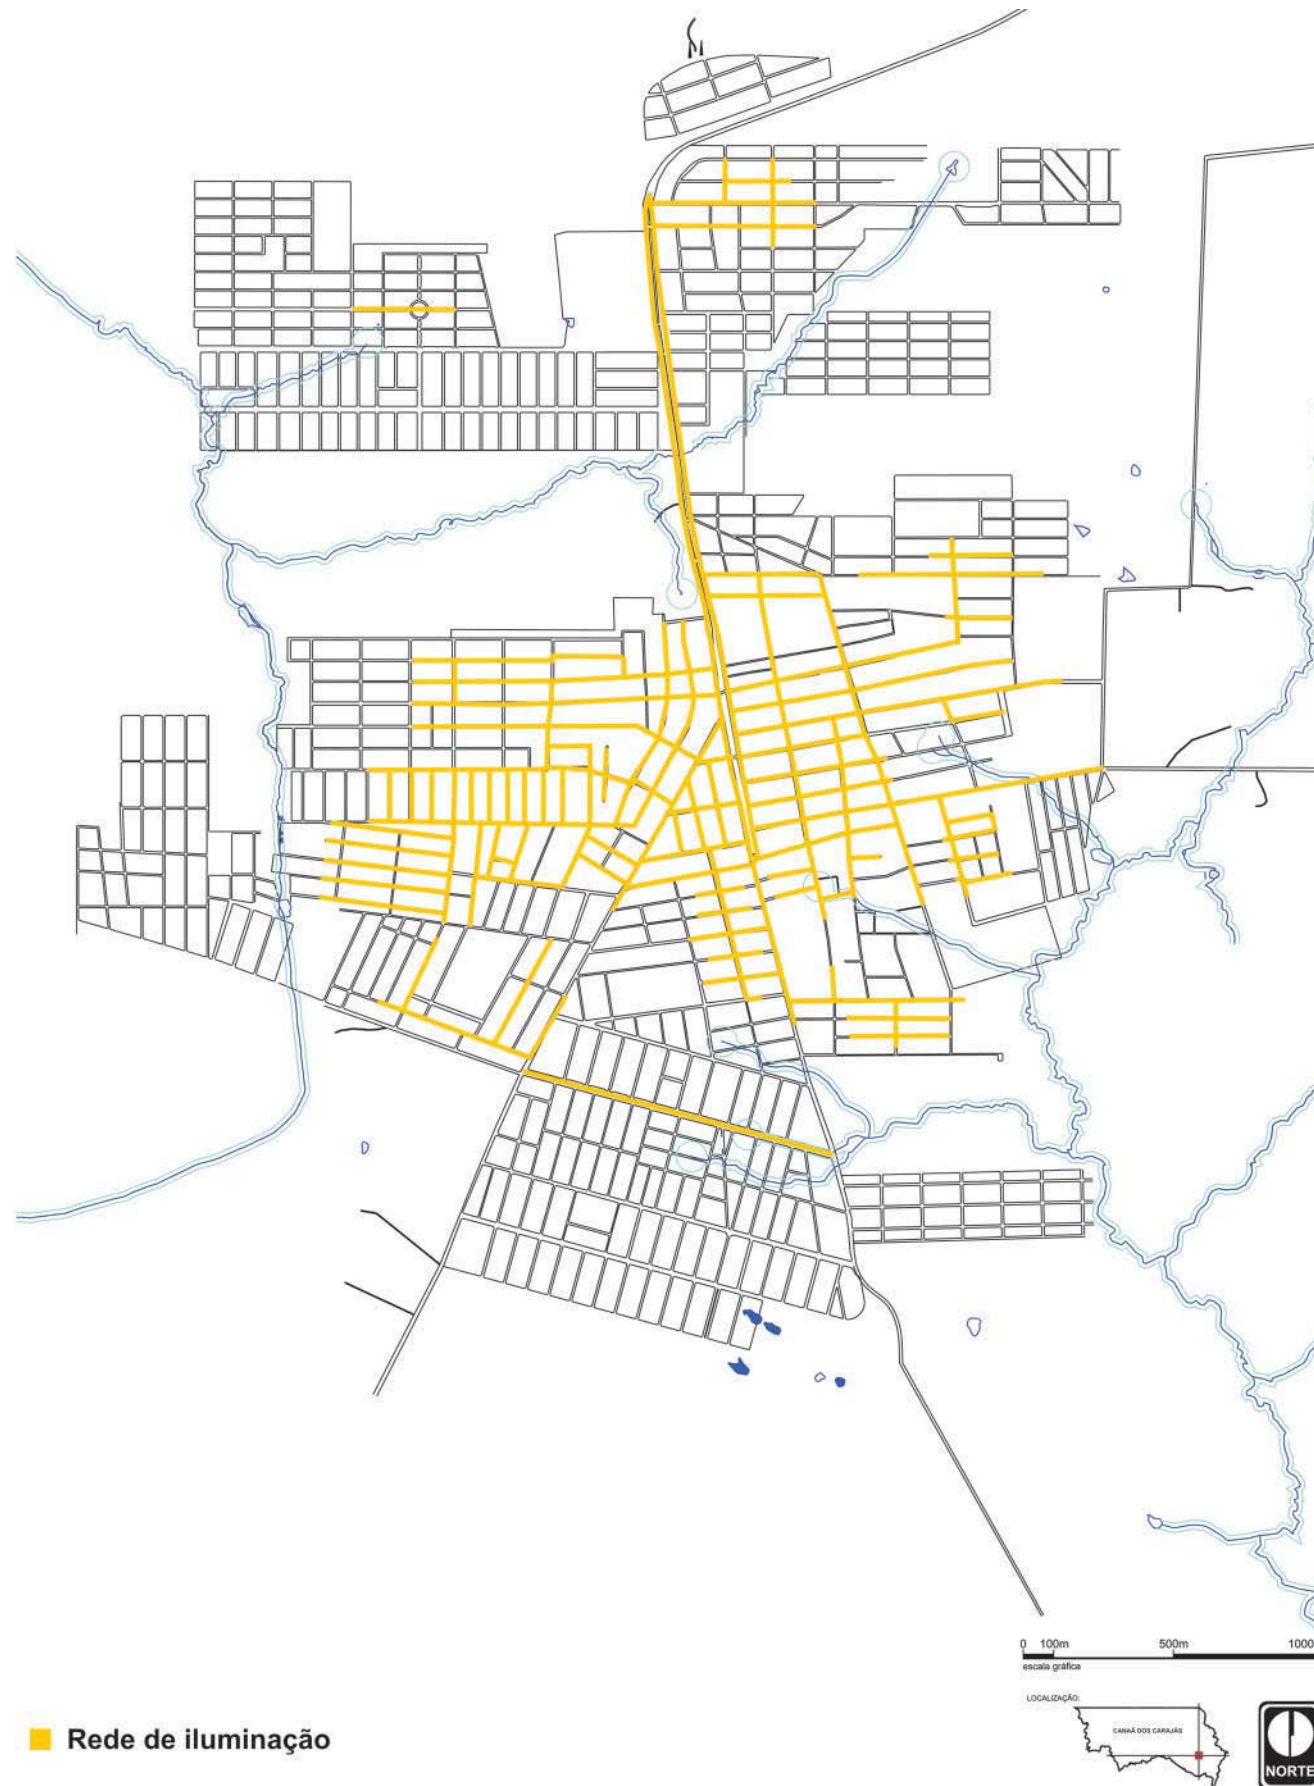 0 100m 500m 1000
escala gráfica
LOCALIZAÇÃO:
CANAÃ DOS CARAJÁS
Rede de iluminação
NORTE